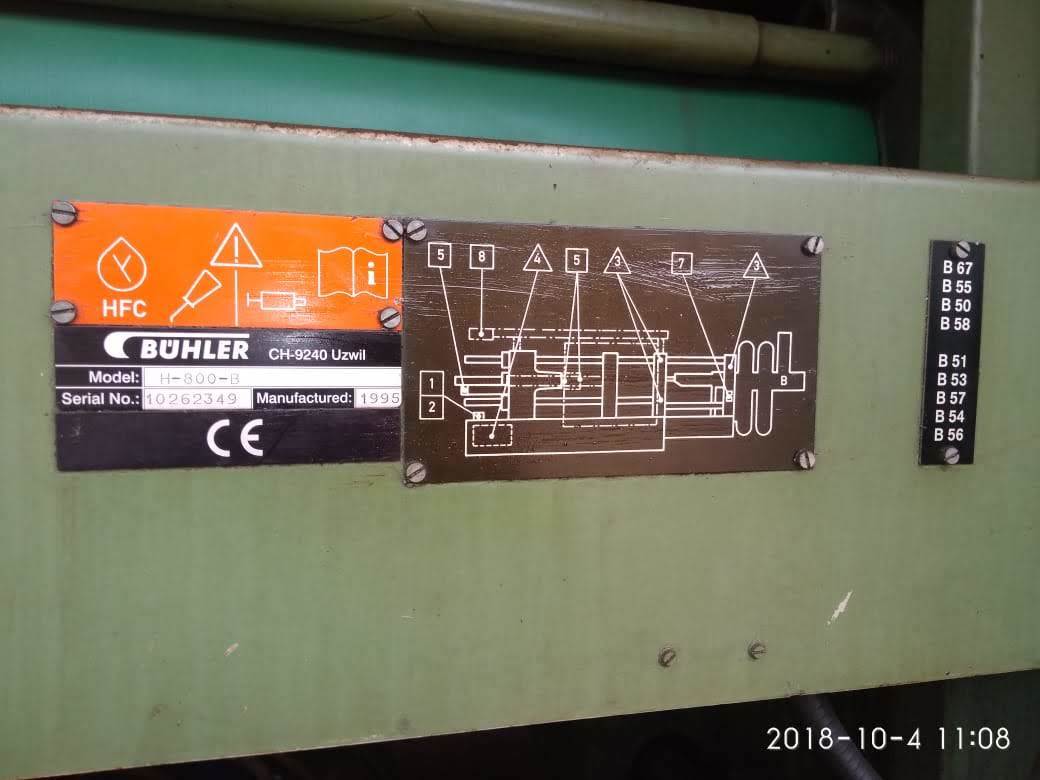 HFC
BÜHLER CH-9240 Uzwil
Model: H-800-B
Serial No.: 10262349 Manufactured: 1995
CE
5 8 4 5 3 7 3
1
2
B
B 67
B 55
B 50
B 58
B 51
B 53
B 57
B 54
B 56
2018-10-4 11:08